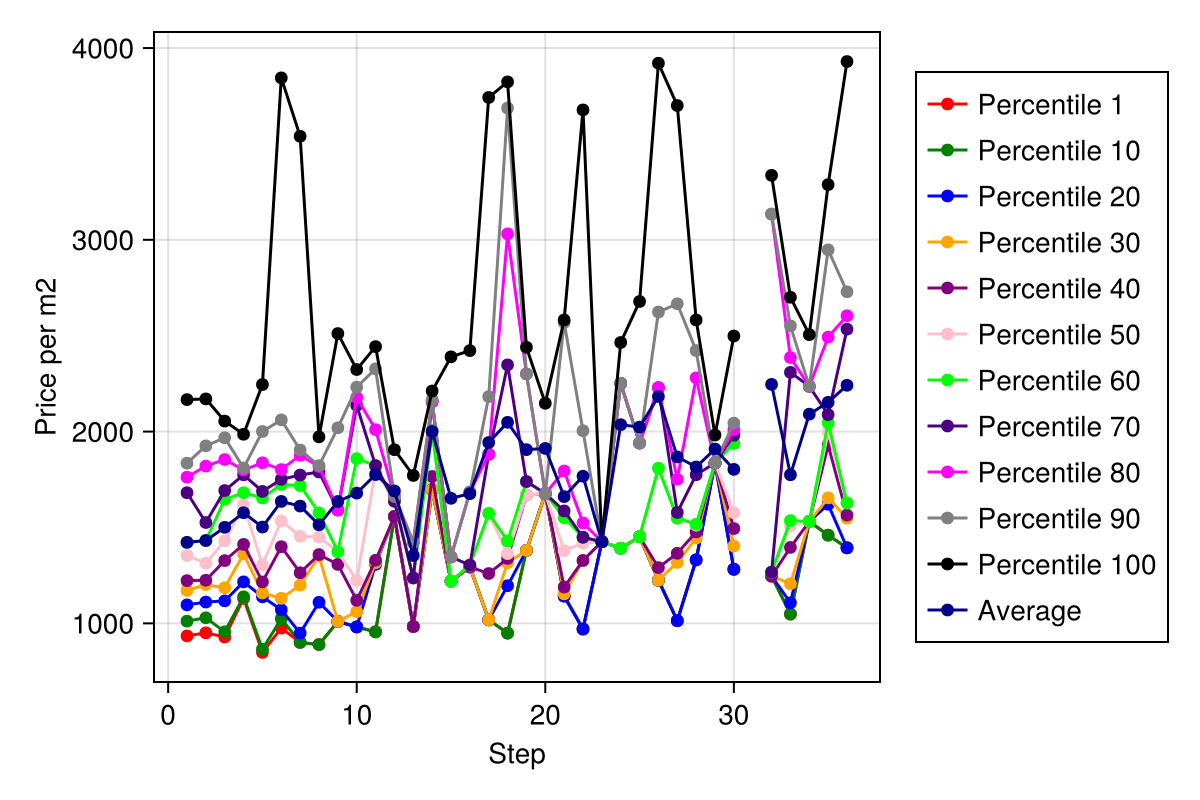 4000
3000
2000
1000
Price per m2
0
10
20
30
Step
Percentile 1
Percentile 10
Percentile 20
Percentile 30
Percentile 40
Percentile 50
Percentile 60
Percentile 70
Percentile 80
Percentile 90
Percentile 100
Average